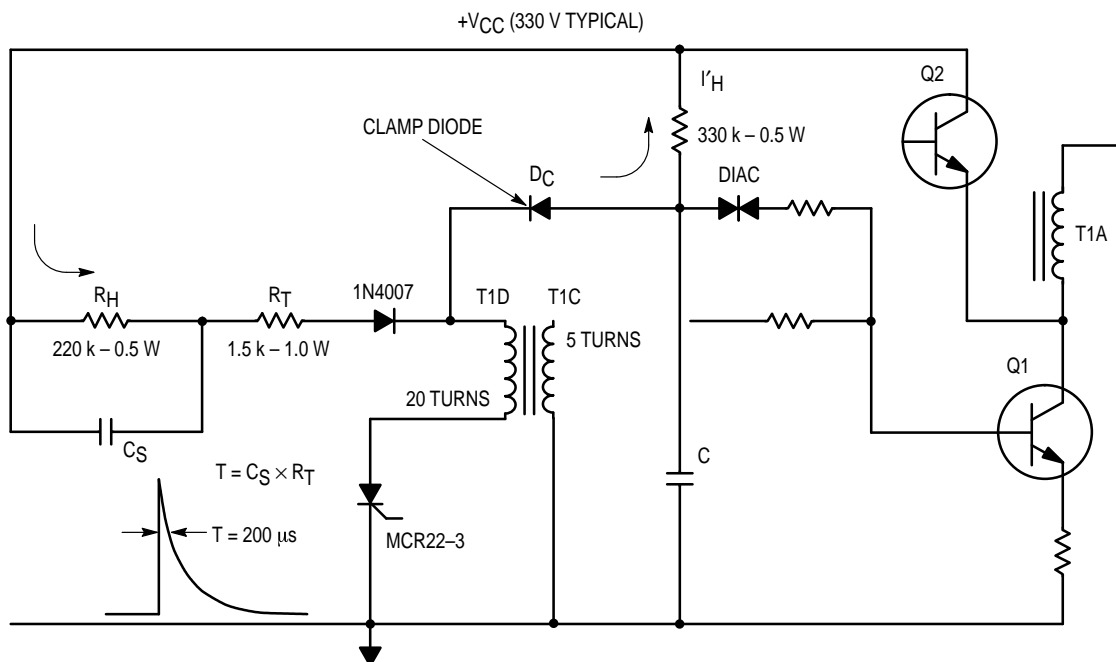 +VCC (330 V TYPICAL)
Q2
I′H
CLAMP DIODE
330 k – 0.5 W
DC
DIAC
T1A
RH
RT
1N4007
T1D
T1C
5 TURNS
220 k – 0.5 W
1.5 k – 1.0 W
Q1
20 TURNS
CS
C
T = CS × RT
T = 200 μs
MCR22–3